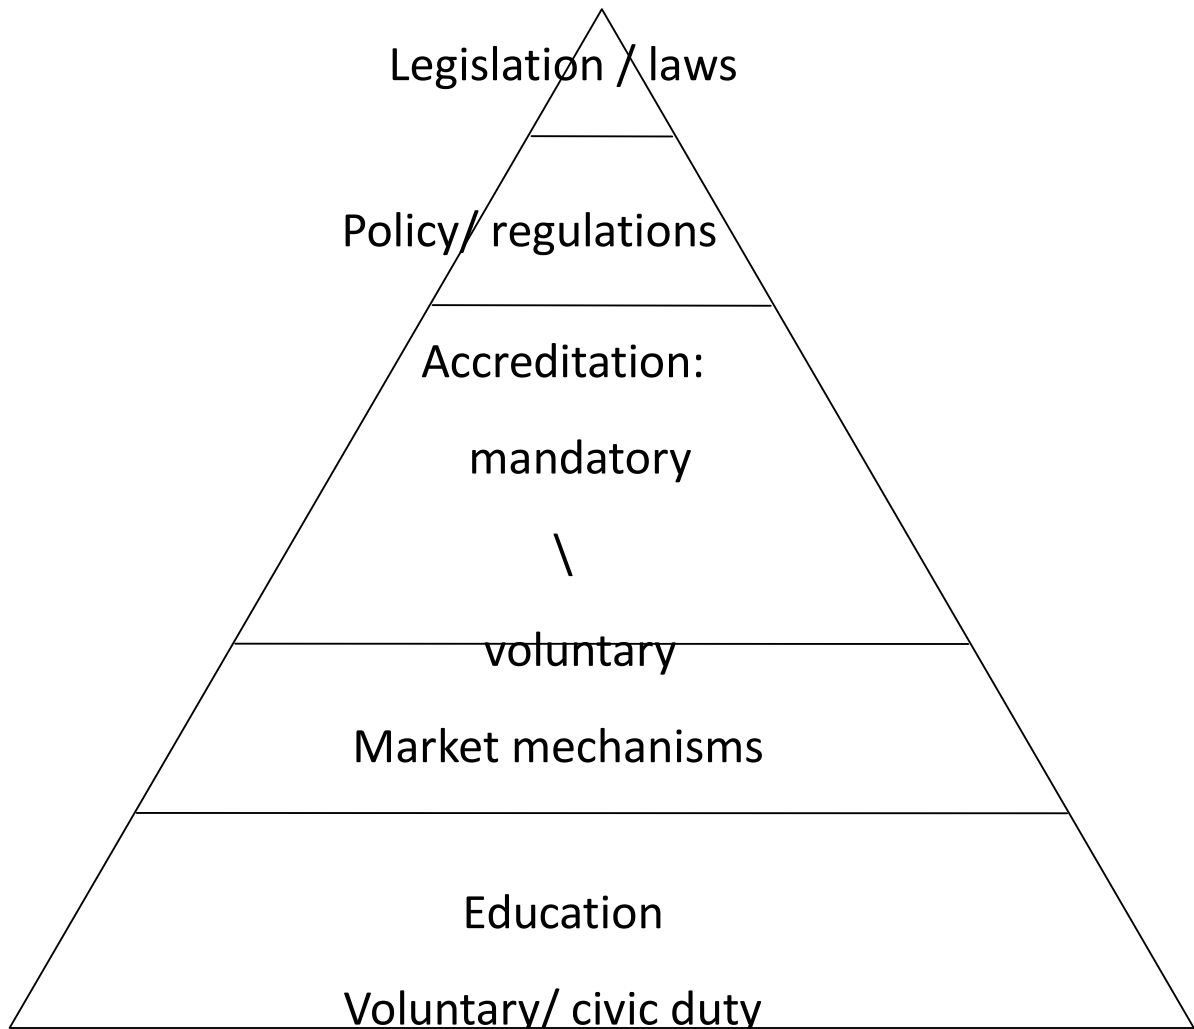 Legislation / laws
Policy/ regulations
Accreditation:
mandatory
\
voluntary
Market mechanisms
Education
Voluntary/ civic duty